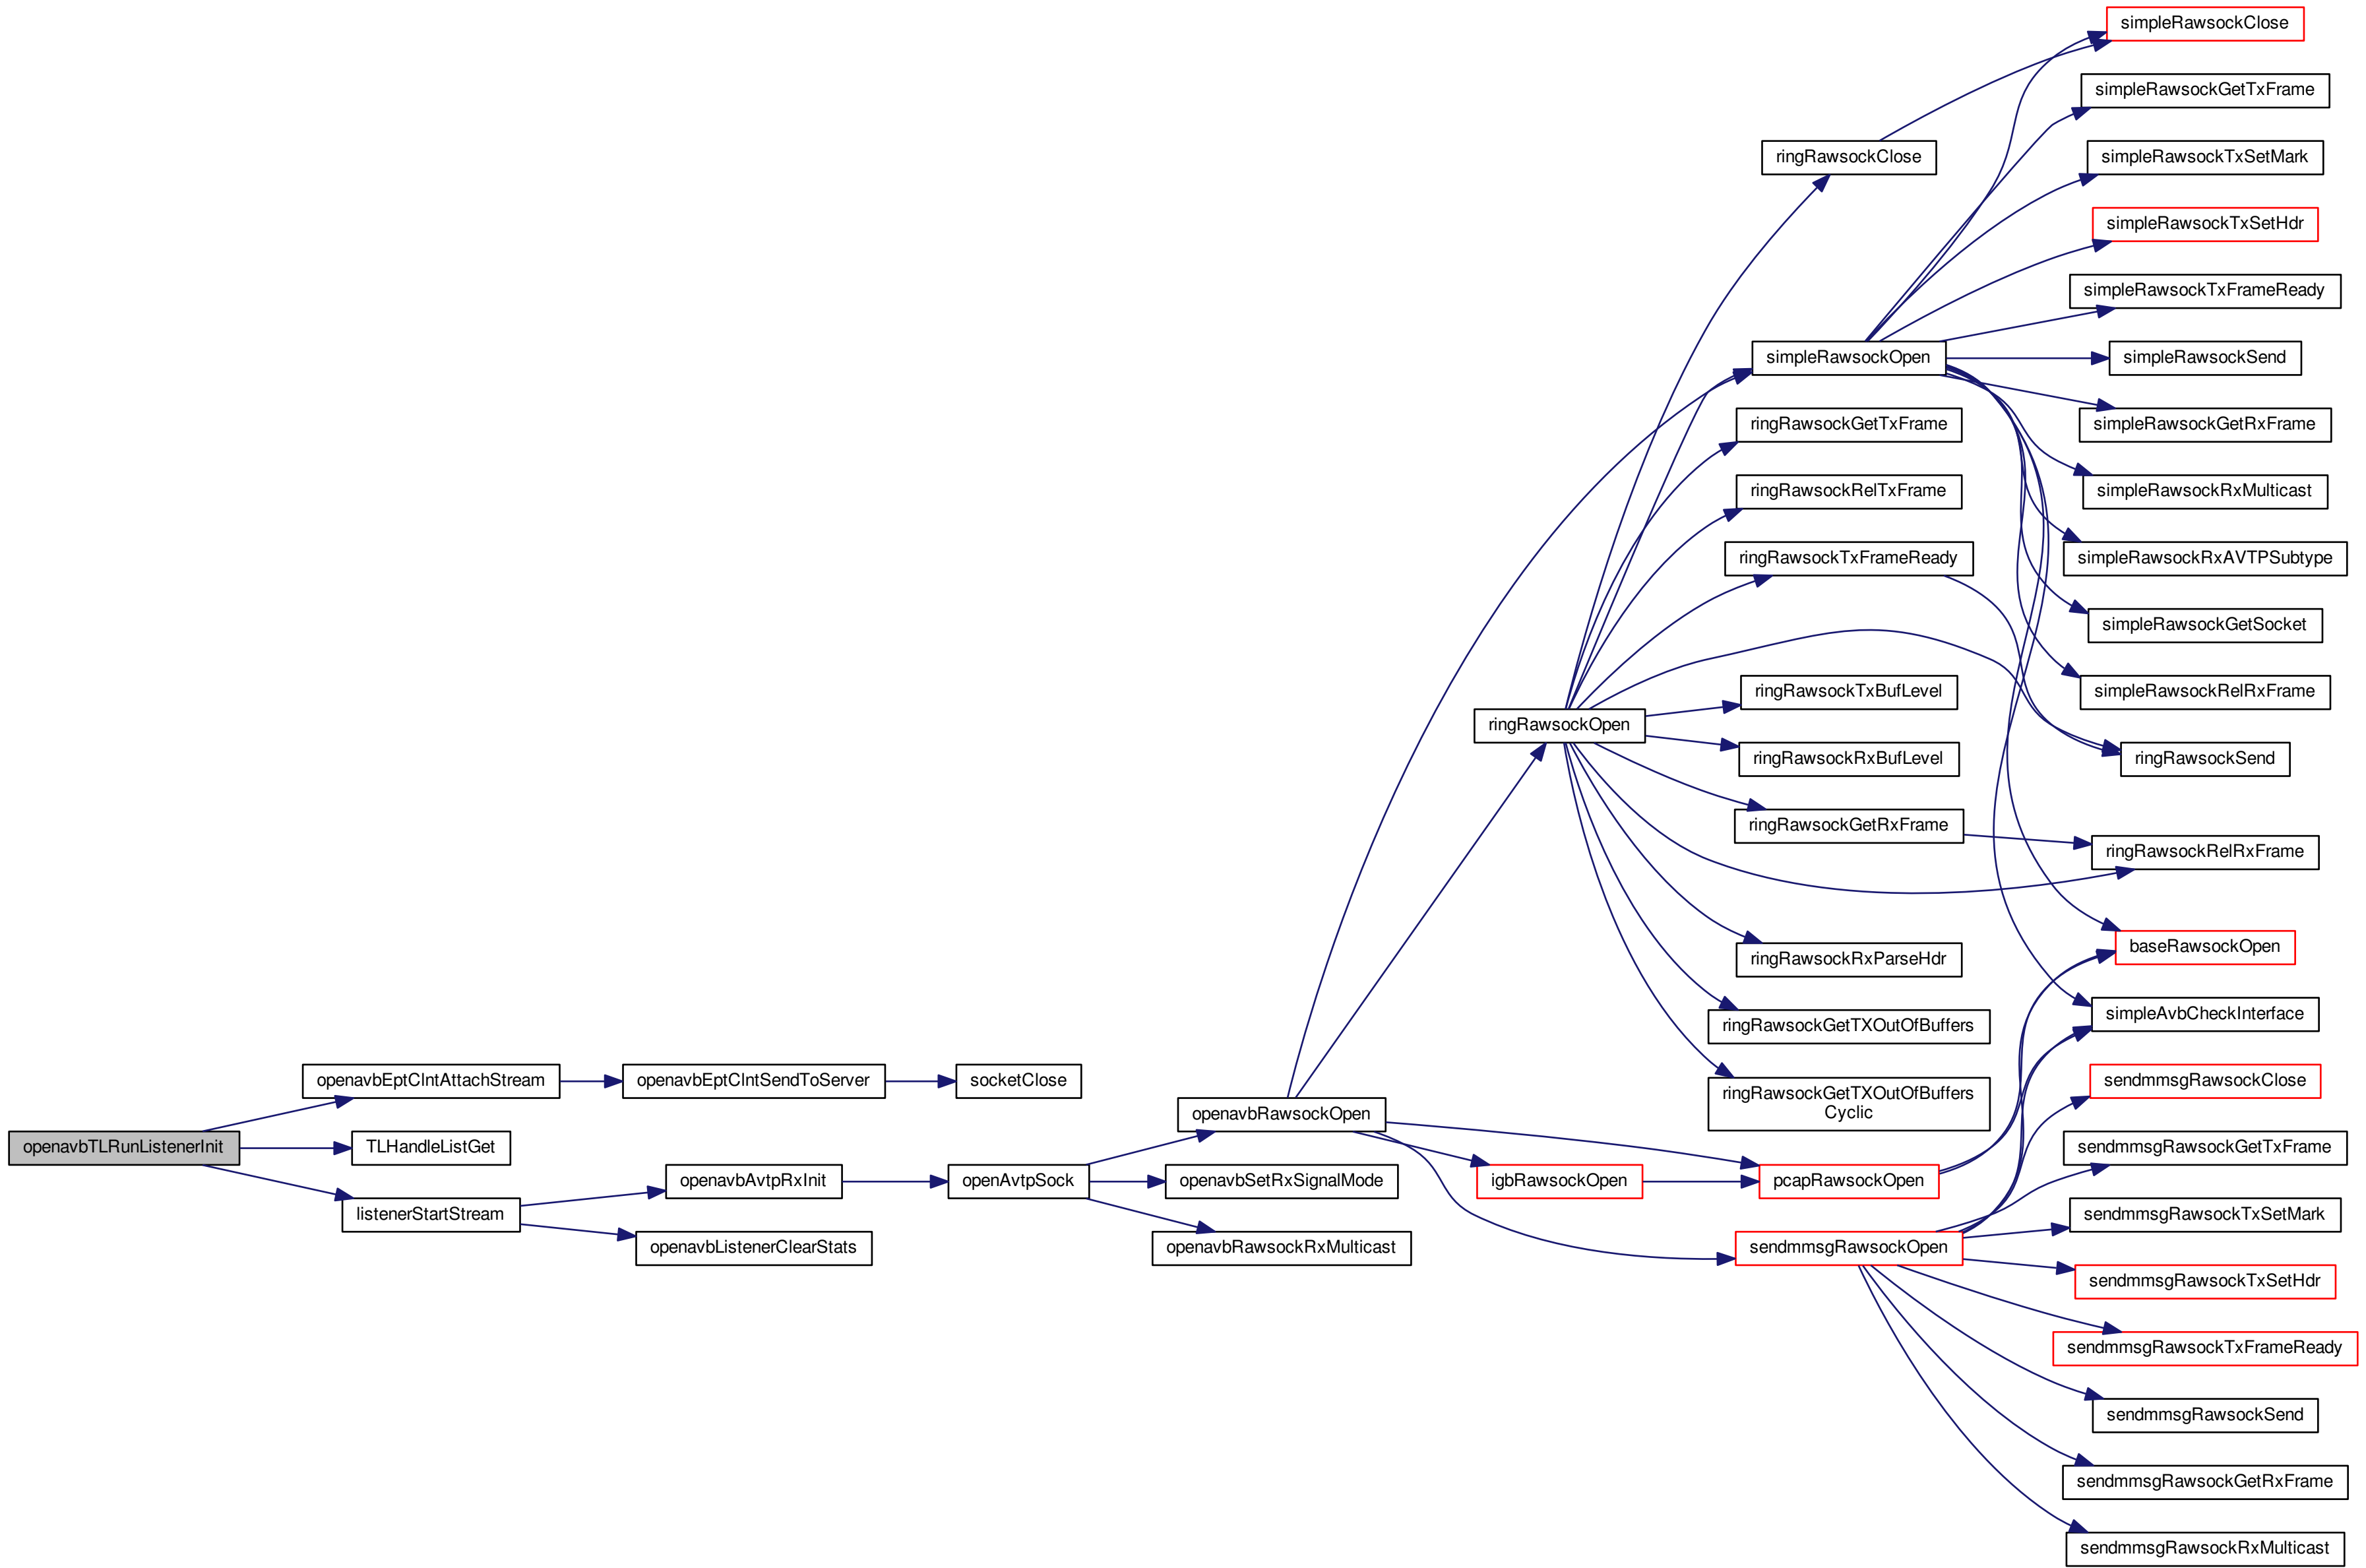 simpleRawsockClose
simpleRawsockGetTxFrame
ringRawsockClose
simpleRawsockTxSetMark
simpleRawsockTxSetHdr
simpleRawsockTxFrameReady
simpleRawsockOpen
simpleRawsockSend
ringRawsockGetTxFrame
simpleRawsockGetRxFrame
ringRawsockRelTxFrame
simpleRawsockRxMulticast
ringRawsockTxFrameReady
simpleRawsockRxAVTPSubtype
simpleRawsockGetSocket
ringRawsockTxBufLevel
simpleRawsockRelRxFrame
ringRawsockOpen
ringRawsockRxBufLevel
ringRawsockSend
ringRawsockGetRxFrame
ringRawsockRelRxFrame
ringRawsockRxParseHdr
baseRawsockOpen
ringRawsockGetTXOutOfBuffers
simpleAvbCheckInterface
openavbEptClntAttachStream
openavbEptClntSendToServer
socketClose
ringRawsockGetTXOutOfBuffers
Cyclic
sendmmsgRawsockClose
openavbRawsockOpen
openavbTLRunListenerInit
TLHandleListGet
sendmmsgRawsockGetTxFrame
openavbAvtpRxInit
openAvtpSock
openavbSetRxSignalMode
igbRawsockOpen
pcapRawsockOpen
listenerStartStream
sendmmsgRawsockTxSetMark
openavbListenerClearStats
openavbRawsockRxMulticast
sendmmsgRawsockOpen
sendmmsgRawsockTxSetHdr
sendmmsgRawsockTxFrameReady
sendmmsgRawsockSend
sendmmsgRawsockGetRxFrame
sendmmsgRawsockRxMulticast